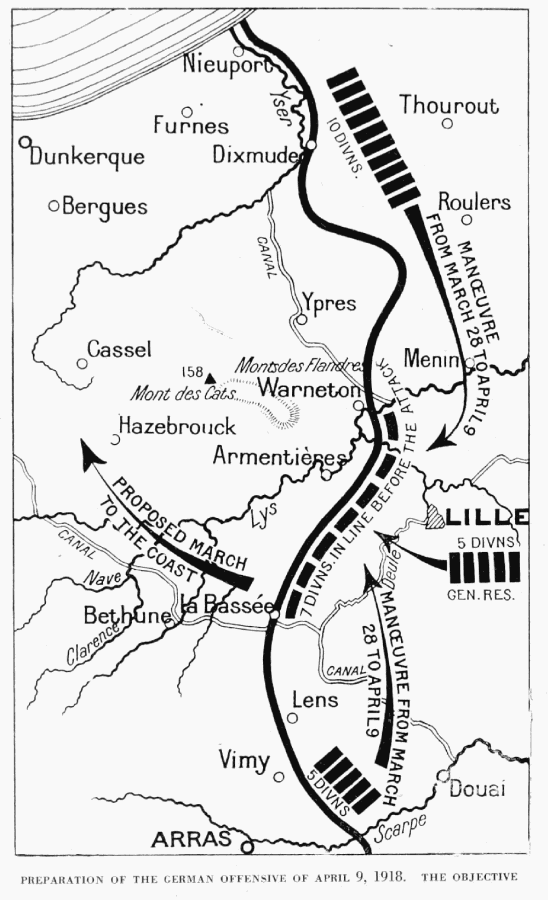 Nieuport
Yser
Furnes
Thourout
10 DIVNS.
Dunkerque
Dixmude
Bergues
Roulers
CANAL
MANŒUVRE
FROM MARCH 28 TO APRIL 9
Ypres
Cassel
Monts des Flandres
Menin
158
Mont des Cats
Warneton
Hazebrouck
Armentières
7 DIVNS. IN LINE BEFORE THE ATTACK
PROPOSED MARCH
TO THE COAST
Lys
LILLE
5 DIVNS
GEN. RES.
CANAL
Nave
Deule
Bethune
la Bassée
Clarence
MANŒUVRE FROM MARCH
28 TO APRIL 9
CANAL
Lens
Vimy
5 DIVNS
Douai
Scarpe
ARRAS
PREPARATION OF THE GERMAN OFFENSIVE OF APRIL 9, 1918. THE OBJECTIVE